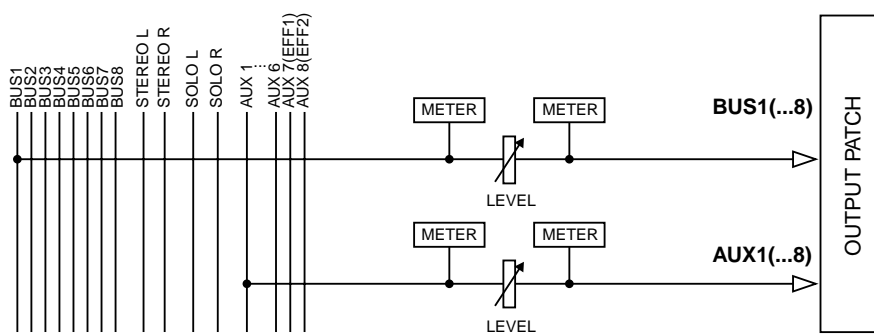 BUS1
BUS2
BUS3
BUS4
BUS5
BUS6
BUS7
BUS8
STEREO L
STEREO R
SOLO L
SOLO R
AUX 1
...
AUX 6
AUX 7(EFF1)
AUX 8(EFF2)
METER
METER
LEVEL
BUS1(...8)
METER
METER
LEVEL
AUX1(...8)
OUTPUT PATCH